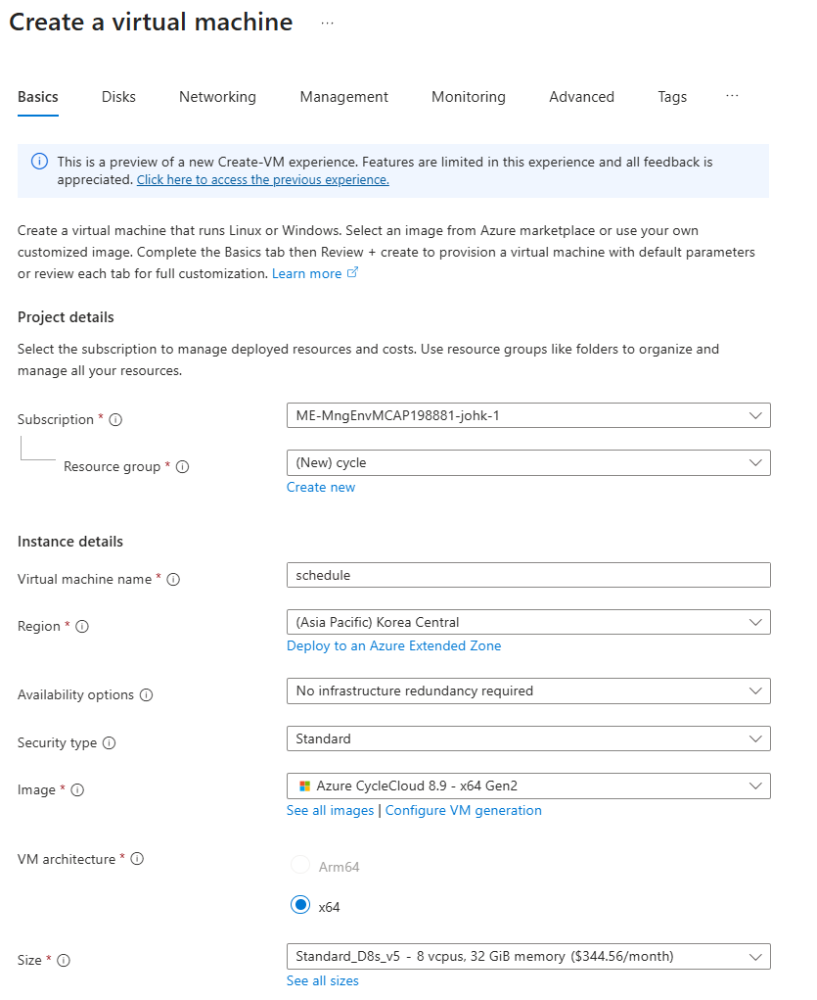 Create a virtual machine ...
Basics Disks Networking Management Monitoring Advanced Tags ...
This is a preview of a new Create-VM experience. Features are limited in this experience and all feedback is
appreciated. Click here to access the previous experience.
Create a virtual machine that runs Linux or Windows. Select an image from Azure marketplace or use your own
customized image. Complete the Basics tab then Review + create to provision a virtual machine with default parameters
or review each tab for full customization. Learn more
Project details
Select the subscription to manage deployed resources and costs. Use resource groups like folders to organize and
manage all your resources.
Subscription * ME-MngEnvMCAP198881-johk-1
Resource group * (New) cycle
Create new
Instance details
Virtual machine name * schedule
Region * (Asia Pacific) Korea Central
Deploy to an Azure Extended Zone
Availability options No infrastructure redundancy required
Security type Standard
Image * Azure CycleCloud 8.9 - x64 Gen2
See all images | Configure VM generation
VM architecture * Arm64
x64
Size * Standard_D8s_v5 - 8 vcpus, 32 GiB memory ($344.56/month)
See all sizes